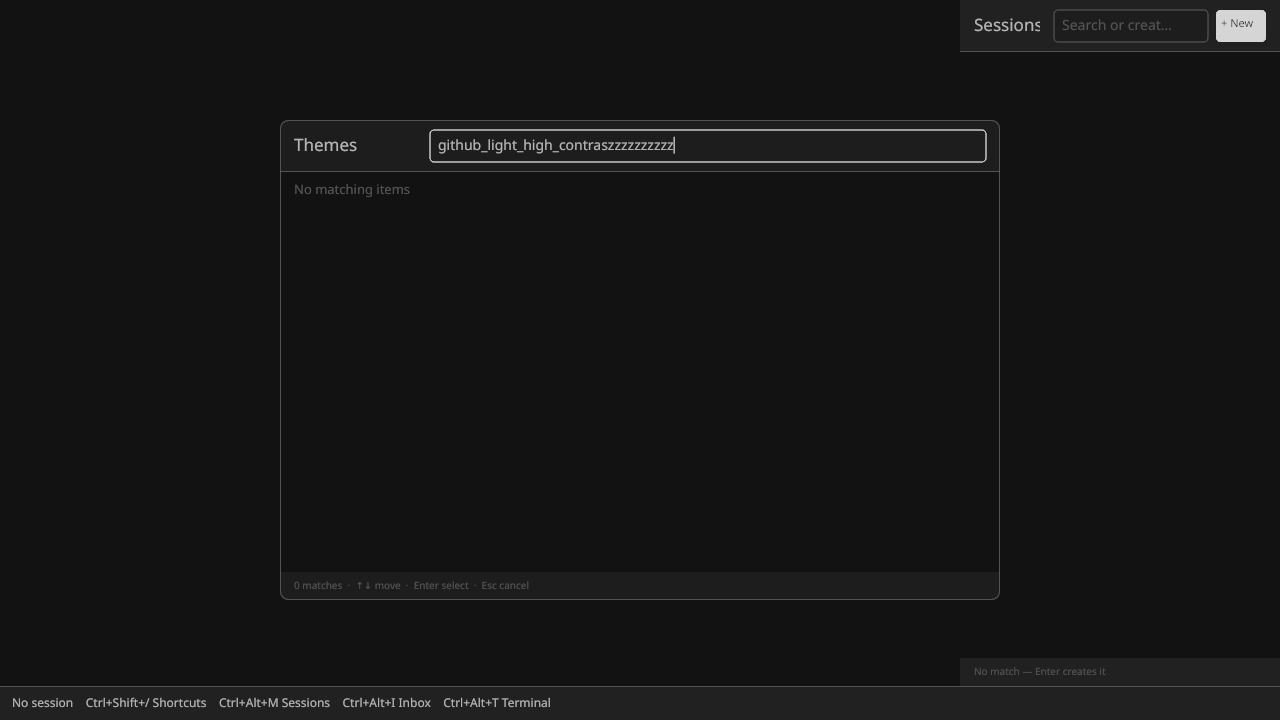 Sessions Search or creat... + New
Themes github_light_high_contraszzzzzzzzzz
No matching items
0 matches · ↑↓ move · Enter select · Esc cancel
No match — Enter creates it
No session Ctrl+Shift+/ Shortcuts Ctrl+Alt+M Sessions Ctrl+Alt+I Inbox Ctrl+Alt+T Terminal